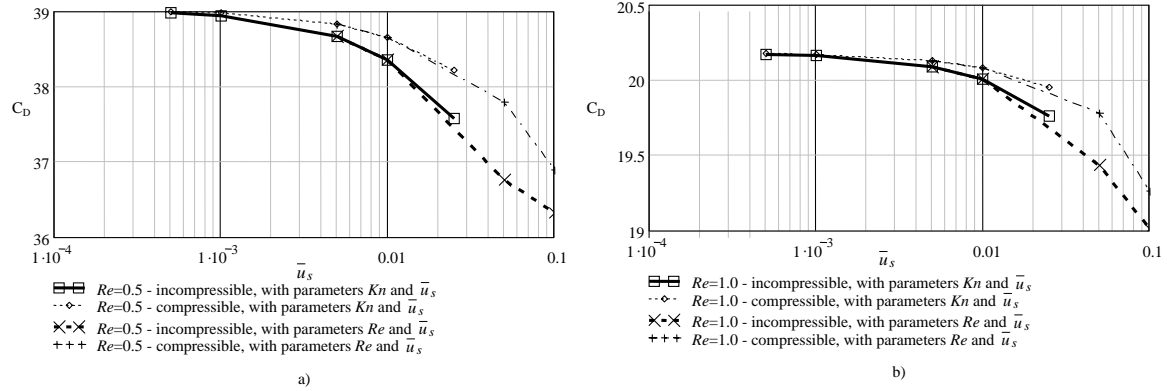 39
38
C_D
37
36
1·10⁻⁴
1·10⁻³
0.01
0.1
ū_s
Re=0.5 - incompressible, with parameters Kn and ū_s
Re=0.5 - compressible, with parameters Kn and ū_s
Re=0.5 - incompressible, with parameters Re and ū_s
Re=0.5 - compressible, with parameters Re and ū_s
a)
20.5
20
C_D
19.5
19
1·10⁻⁴
1·10⁻³
0.01
0.1
ū_s
Re=1.0 - incompressible, with parameters Kn and ū_s
Re=1.0 - compressible, with parameters Kn and ū_s
Re=1.0 - incompressible, with parameters Re and ū_s
Re=1.0 - compressible, with parameters Re and ū_s
b)